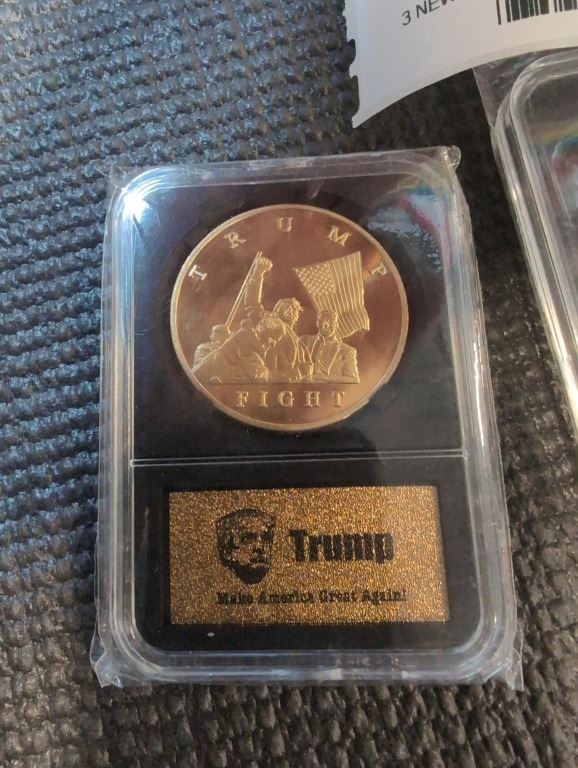 3 NEW
TRUMP
FIGHT
Trump
Make America Great Again!